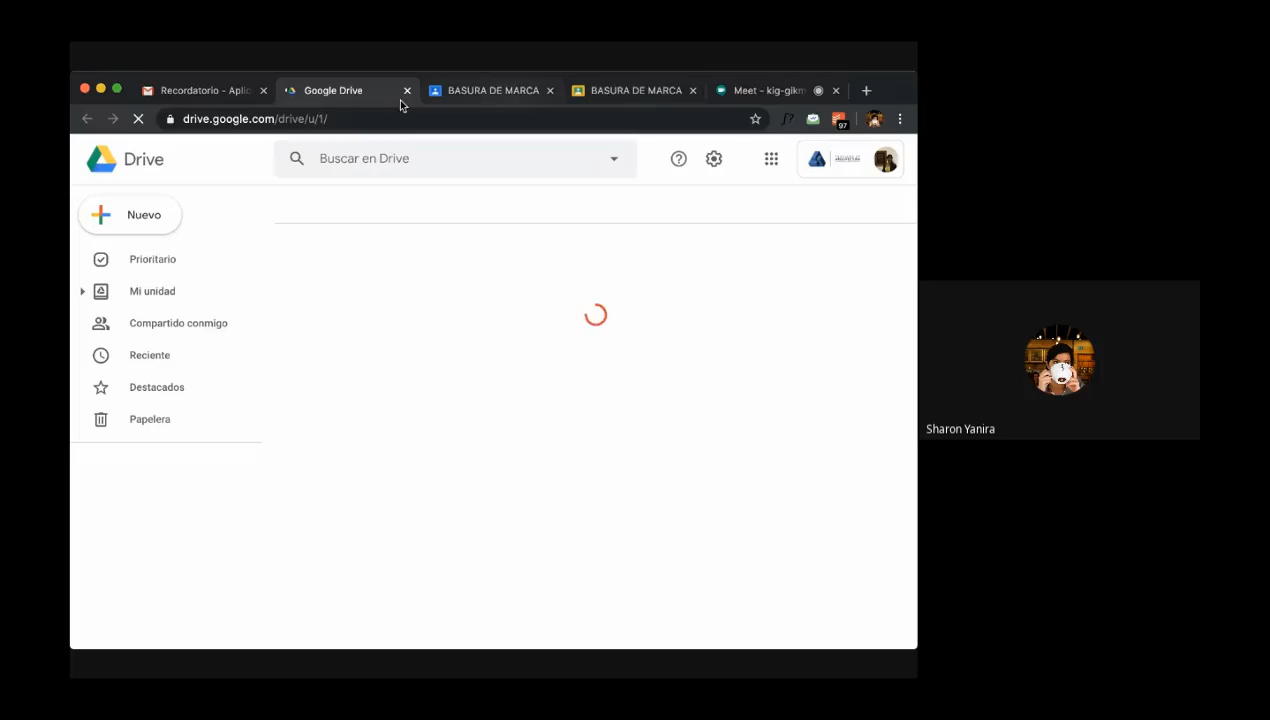 Recordatorio - Aplic
Google Drive
BASURA DE MARCA
BASURA DE MARCA
Meet - kig-gikm
drive.google.com/drive/u/1/
97
Drive
Buscar en Drive
Nuevo
Prioritario
Mi unidad
Compartido conmigo
Reciente
Destacados
Papelera
Sharon Yanira